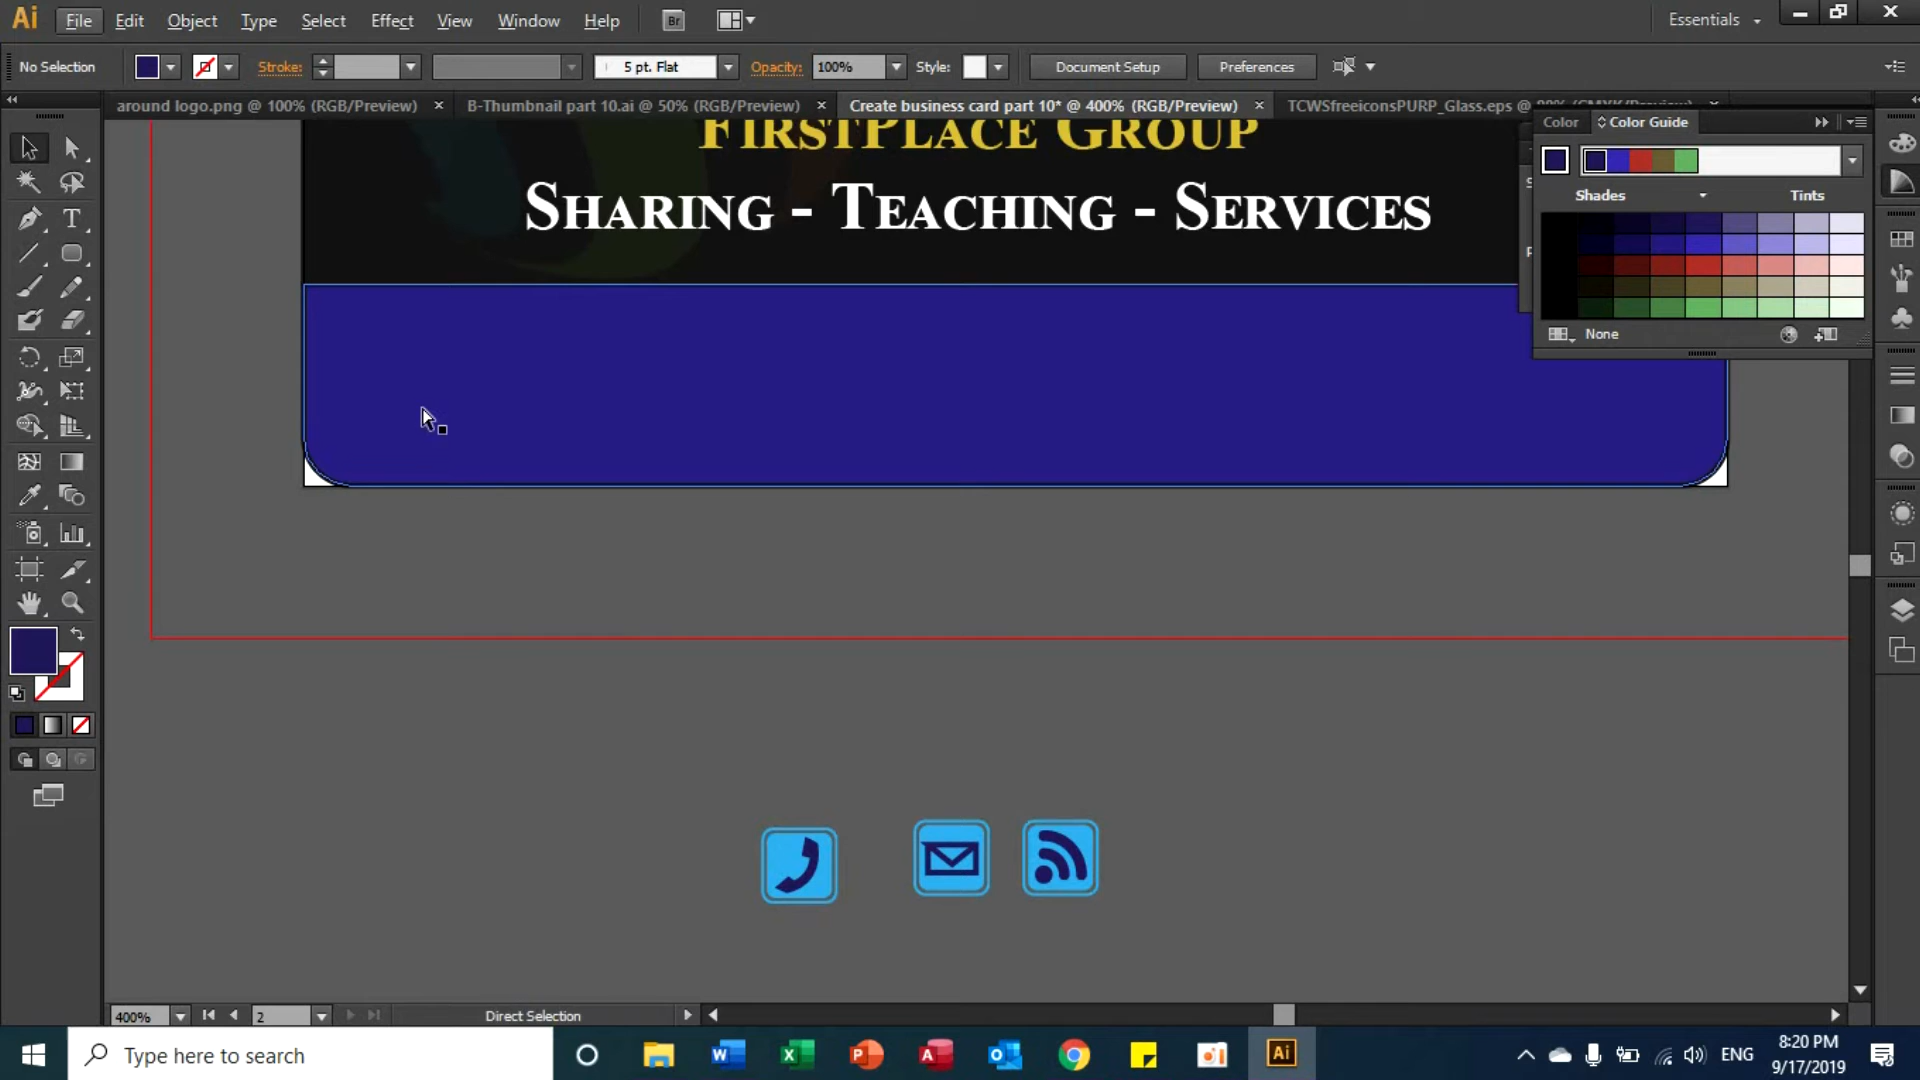 Ai File Edit Object Type Select Effect View Window Help Br Essentials
No Selection Stroke: 5 pt. Flat Opacity: 100% Style: Document Setup Preferences
around logo.png @ 100% (RGB/Preview) × B-Thumbnail part 10.ai @ 50% (RGB/Preview) × Create business card part 10* @ 400% (RGB/Preview) × TCWSfreeiconsPURP_Glass.eps @
Color Color Guide
FirstPlace Group
Shades Tints
Sharing - Teaching - Services
None
400% 2 Direct Selection
Type here to search
ENG
8:20 PM
9/17/2019